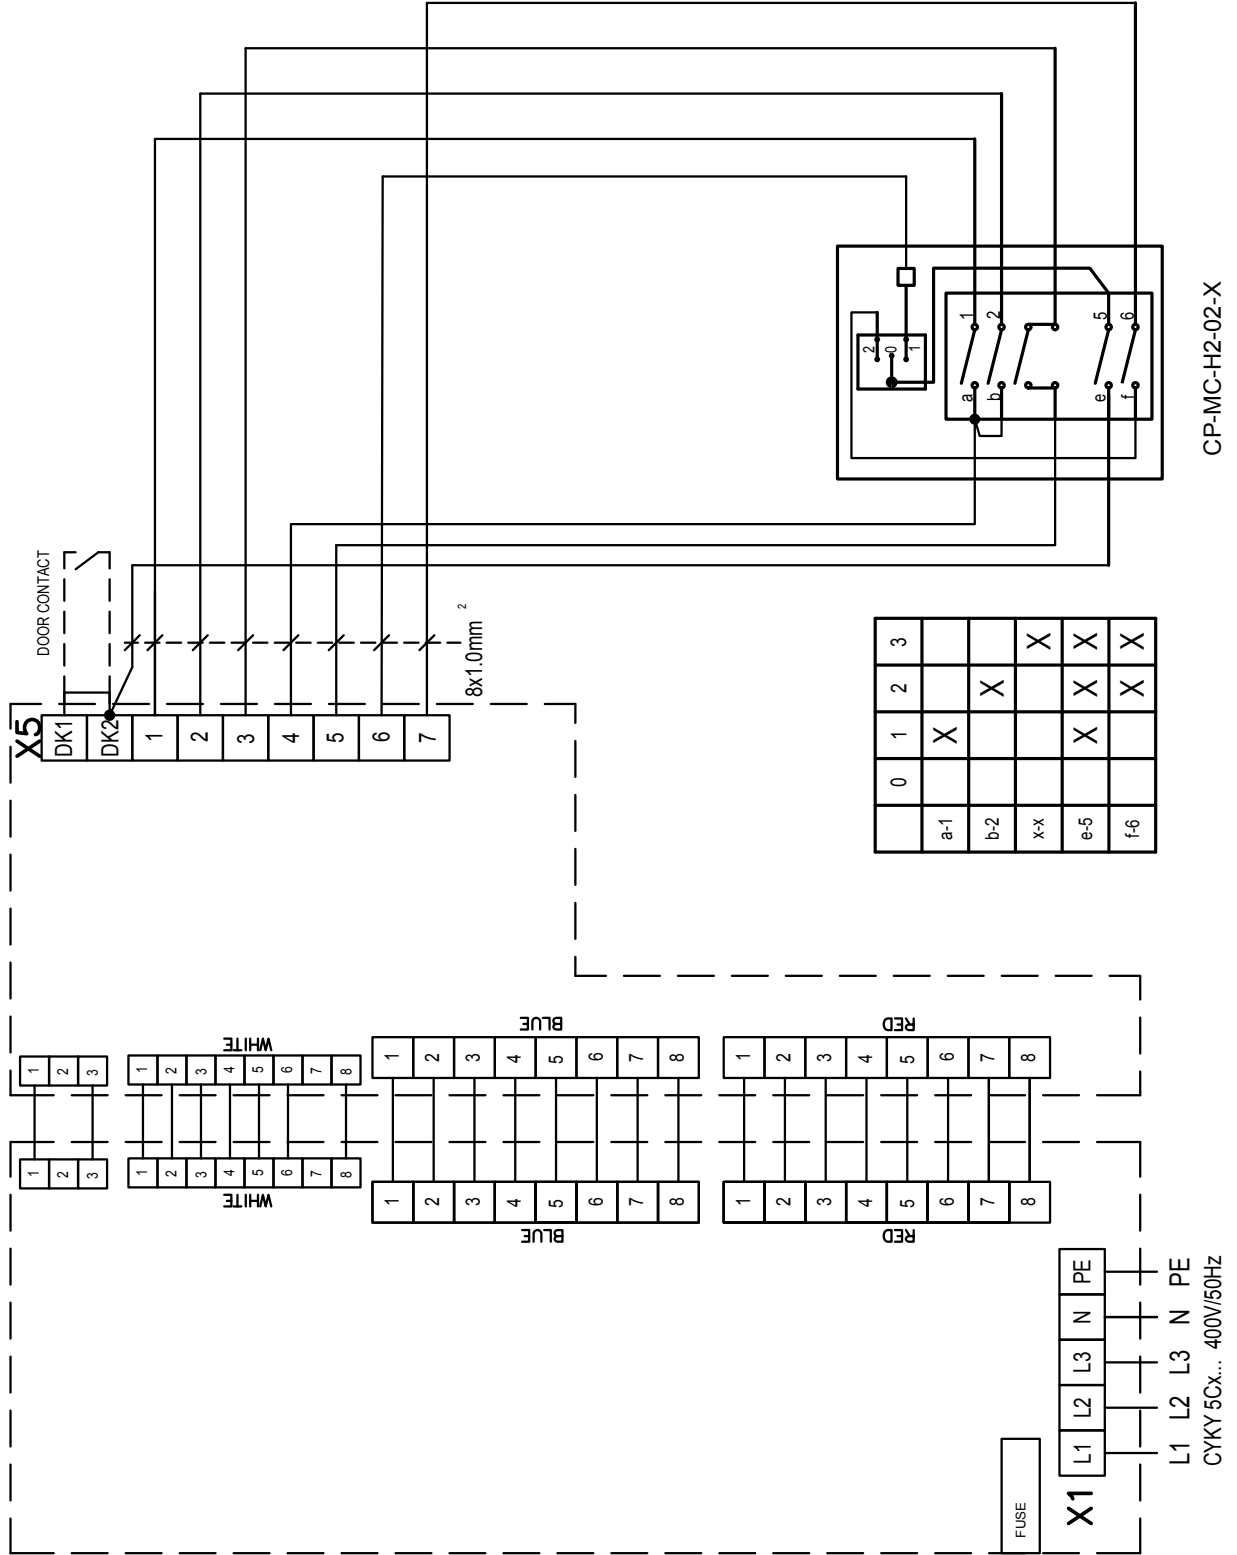 DOOR CONTACT
X5
DK1
DK2
1
2
3
4
5
6
7
8x1.0mm²
2
0
1
1
2
5
6
a
b
e
f
CP-MC-H2-02-X
0 1 2 3
a-1 X
b-2 X
x-x X
e-5 X X X
f-6 X X
1 2 3
WHITE
1 2 3 4 5 6 7 8
BLUE
1 2 3 4 5 6 7 8
RED
1 2 3 4 5 6 7 8
1 2 3
1 2 3 4 5 6 7 8
WHITE
1 2 3 4 5 6 7 8
BLUE
1 2 3 4 5 6 7 8
RED
FUSE
X1
L1 L2 L3 N PE
L1 L2 L3 N PE
CYKY 5Cx... 400V/50Hz